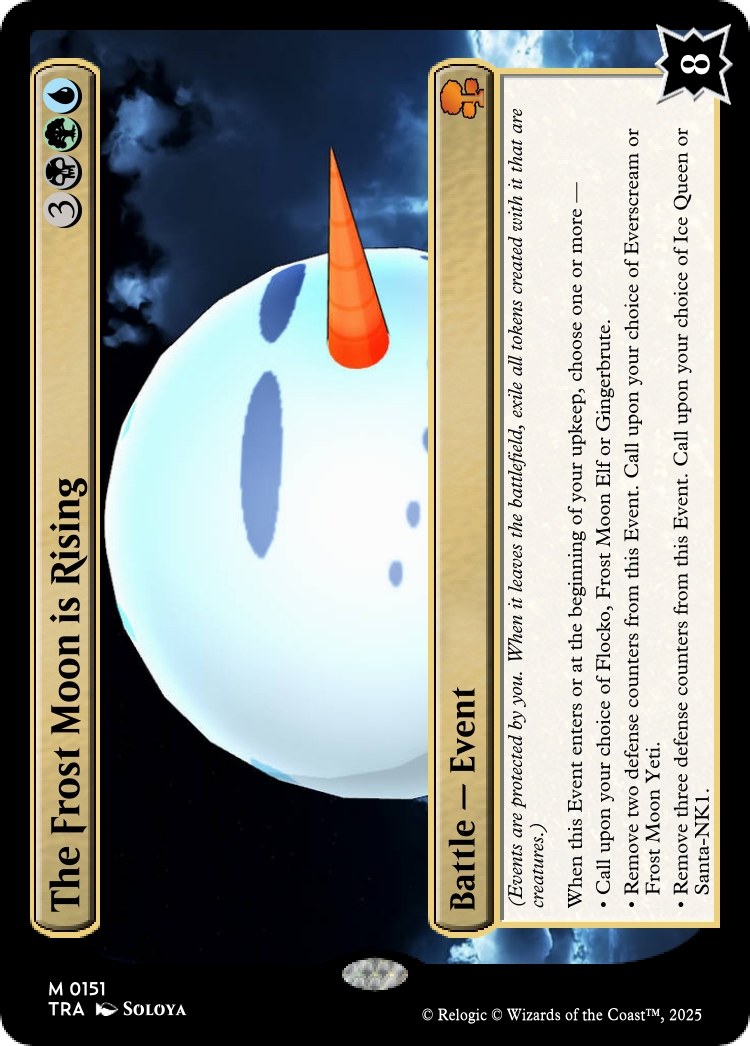 The Frost Moon is Rising
3
Battle — Event
8
(Events are protected by you. When it leaves the battlefield, exile all tokens created with it that are
creatures.)
When this Event enters or at the beginning of your upkeep, choose one or more —
• Call upon your choice of Flocko, Frost Moon Elf or Gingerbrute.
• Remove two defense counters from this Event. Call upon your choice of Everscream or
Frost Moon Yeti.
• Remove three defense counters from this Event. Call upon your choice of Ice Queen or
Santa-NK1.
M 0151
TRA SOLOYA
© Relogic © Wizards of the Coast™, 2025